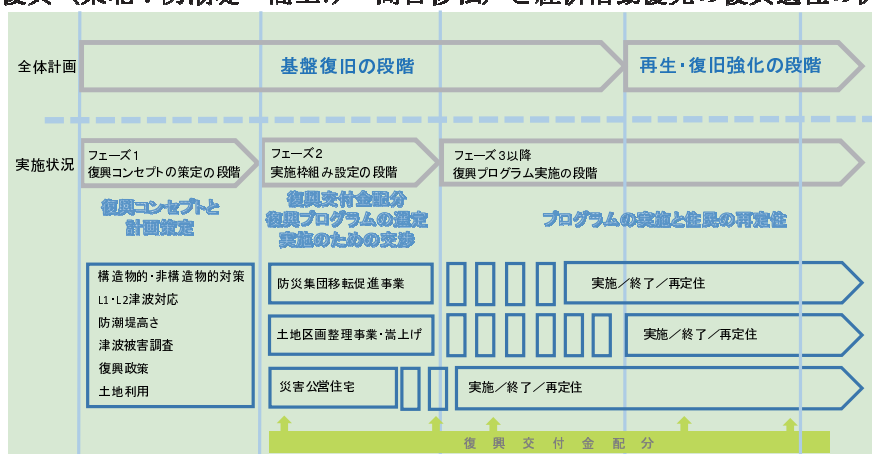 全体計画
基盤復旧の段階
再生・復旧強化の段階
実施状況
フェーズ1
復興コンセプトの策定の段階
フェーズ2
実施枠組み設定の段階
フェーズ3以降
復興プログラム実施の段階
復興コンセプトと
計画策定
復興交付金配分
復興プログラムの選定
実施のための交渉
プログラムの実施と住民の再定住
構造物的・非構造物的対策
L1・L2津波対応
防潮堤高さ
津波被害調査
復興政策
土地利用
防災集団移転促進事業
実施／終了／再定住
土地区画整理事業・嵩上げ
実施／終了／再定住
災害公営住宅
実施／終了／再定住
復興交付金配分